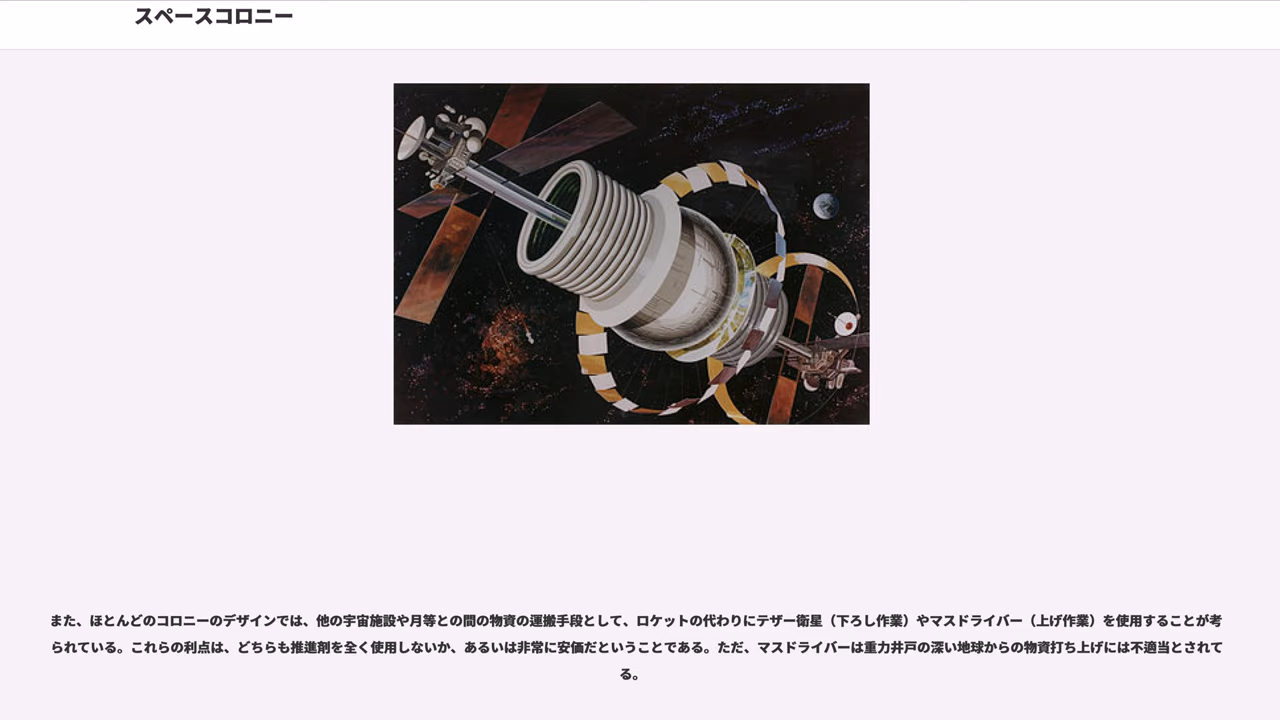 スペースコロニー
また、ほとんどのコロニーのデザインでは、他の宇宙施設や月等との間の物資の運搬手段として、ロケットの代わりにテザー衛星（下ろし作業）やマスドライバー（上げ作業）を使用することが考
られている。これらの利点は、どちらも推進剤を全く使用しないか、あるいは非常に安価だということである。ただ、マスドライバーは重力井戸の深い地球からの物資打ち上げには不適当とされて
る。